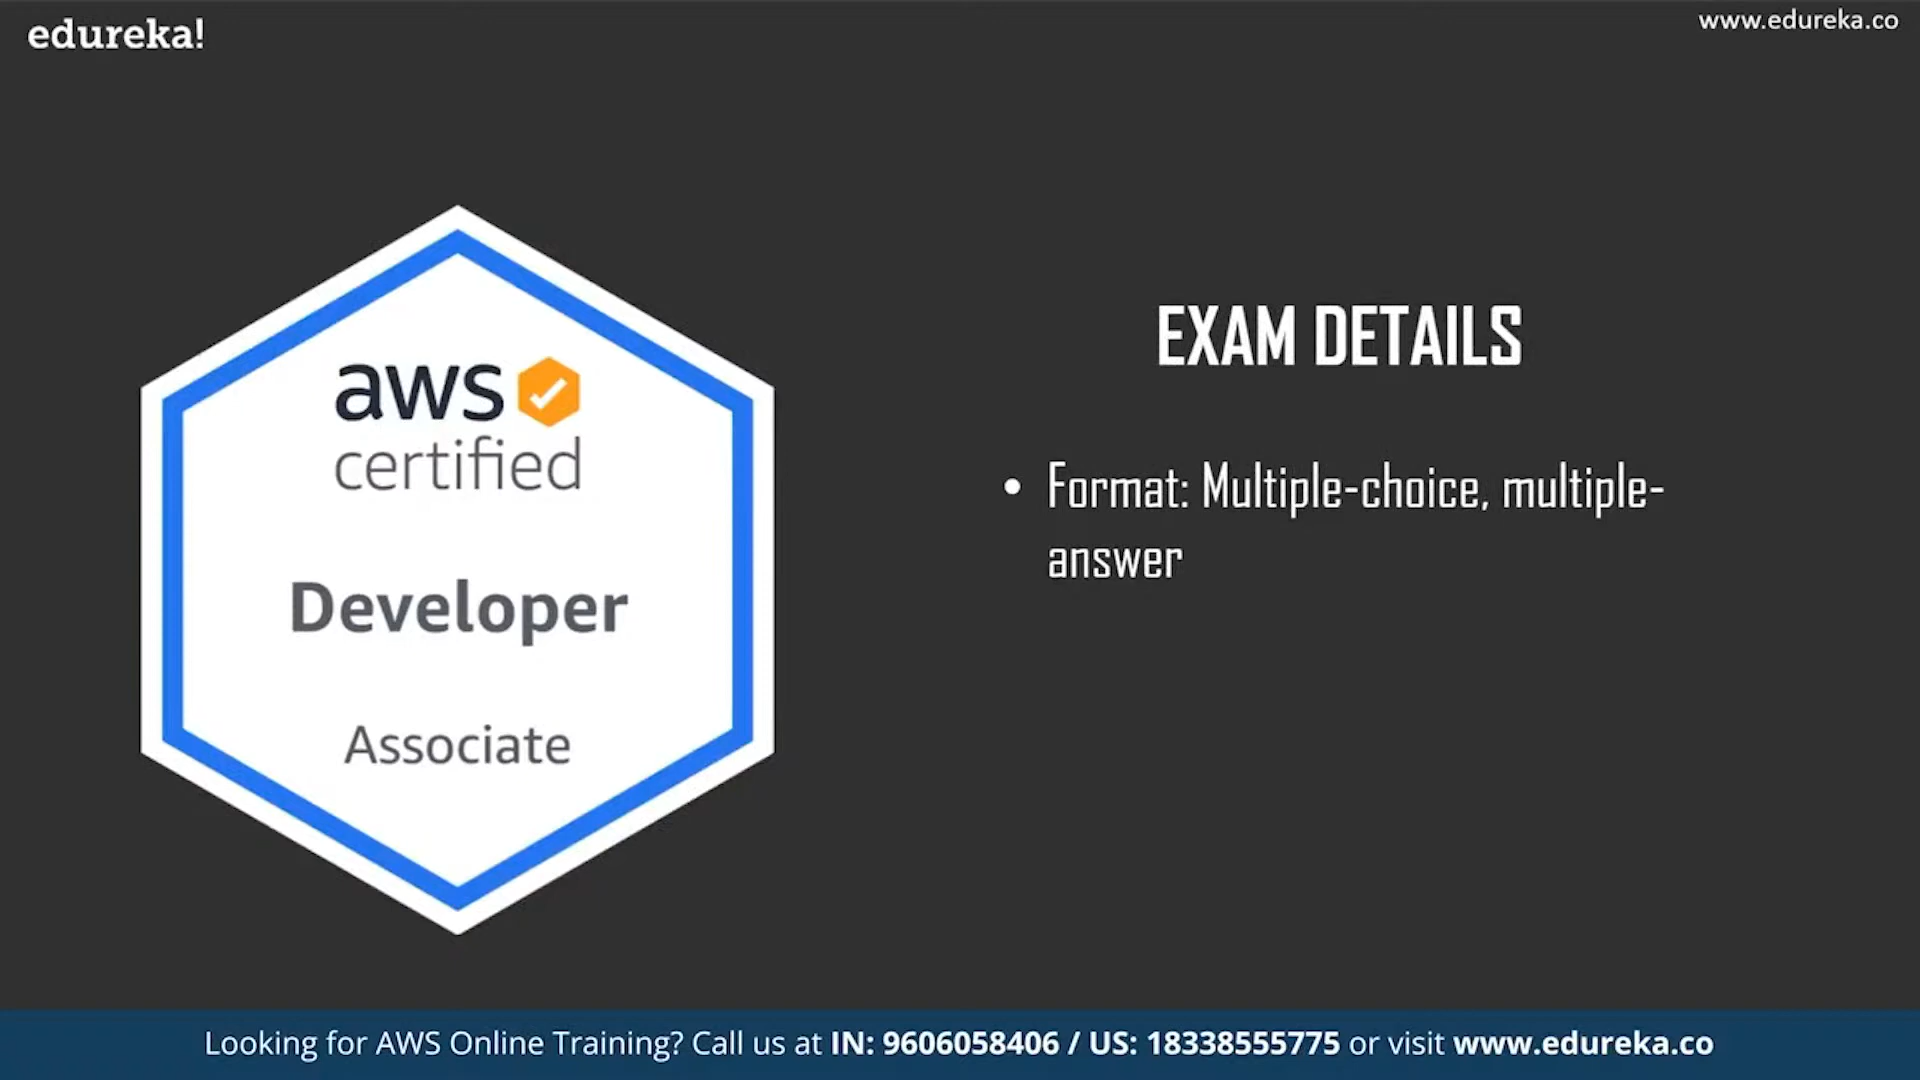 edureka!
www.edureka.co
aws
certified
Developer
Associate
EXAM DETAILS
• Format: Multiple-choice, multiple-
answer
Looking for AWS Online Training? Call us at IN: 9606058406 / US: 18338555775 or visit www.edureka.co